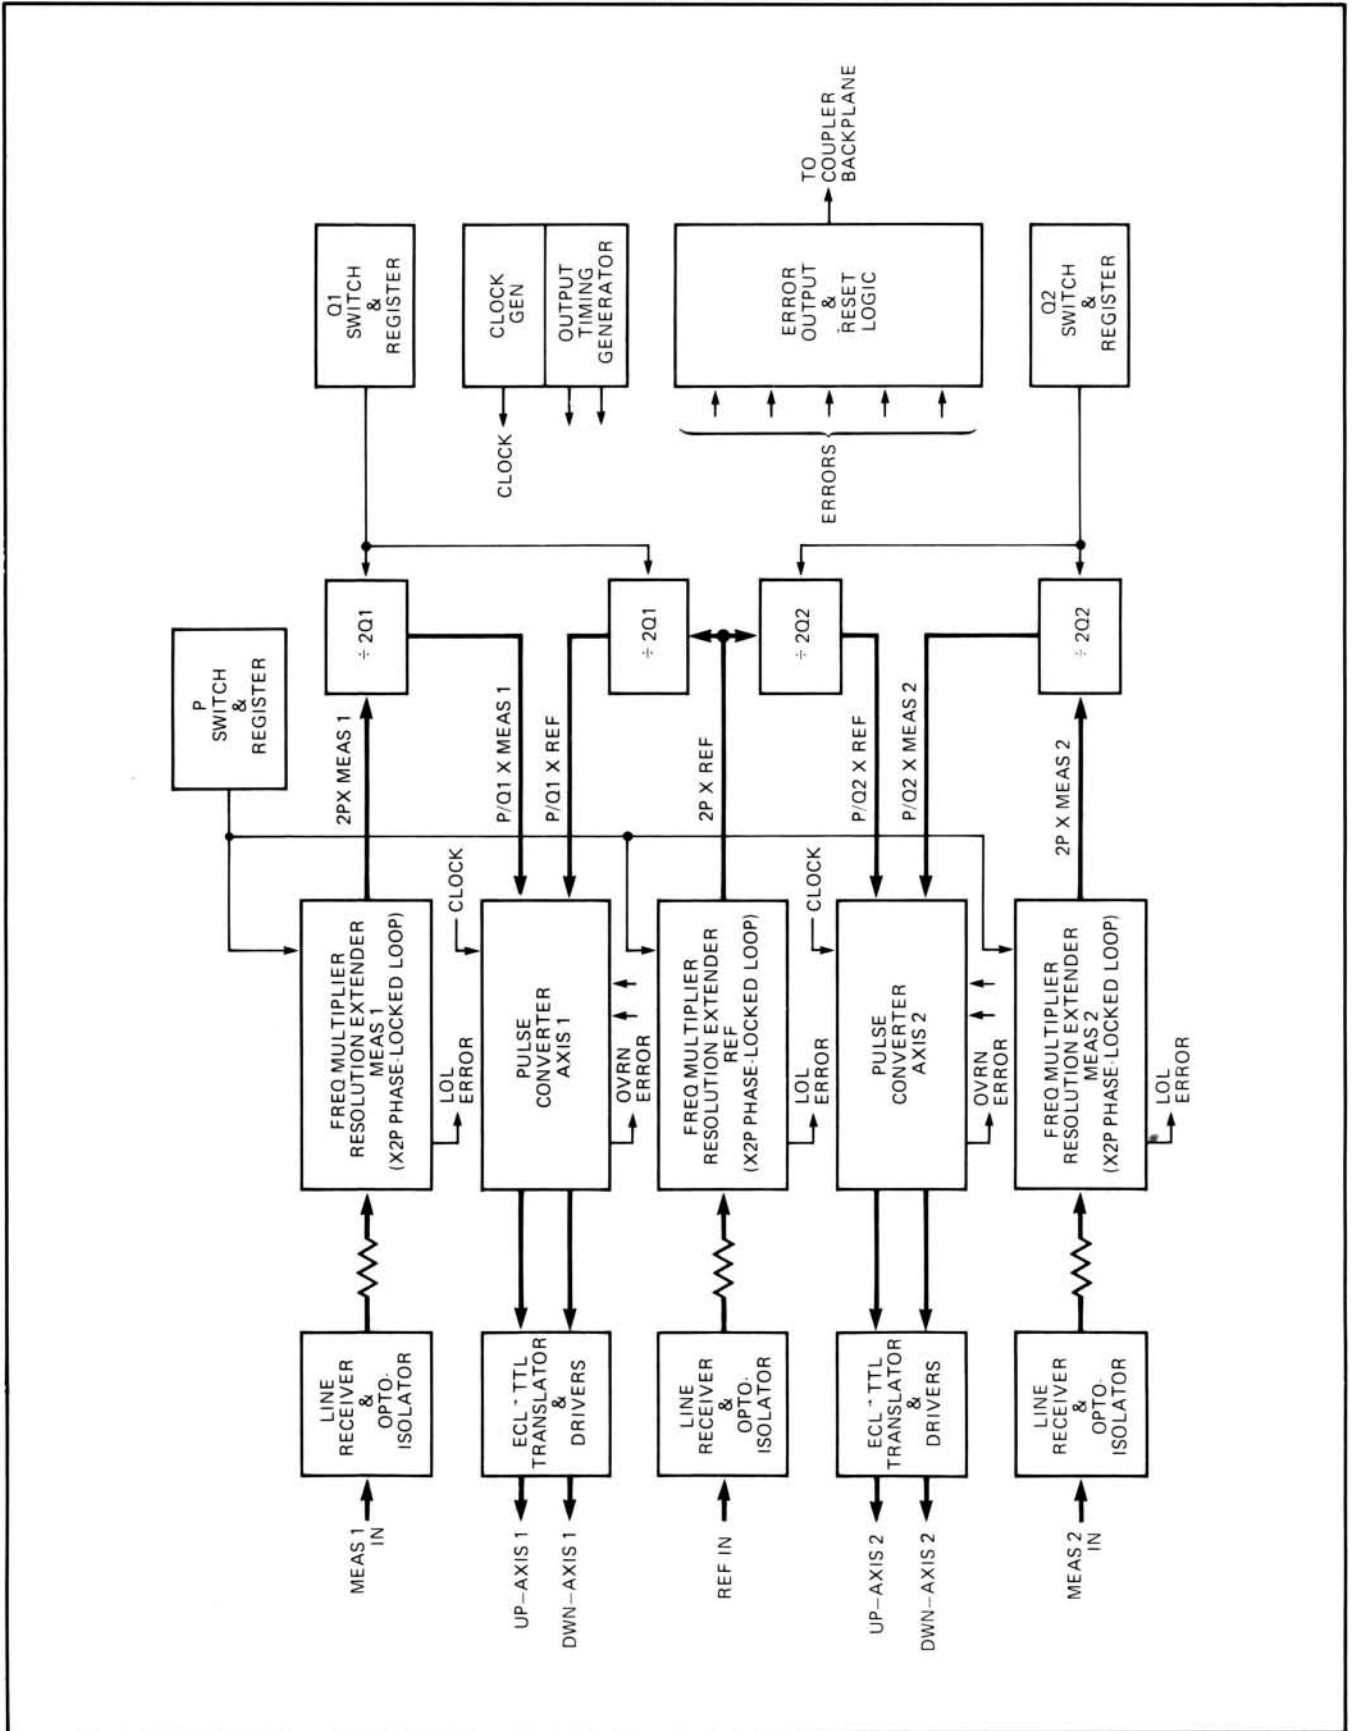 MEAS 1
IN
LINE
RECEIVER
&
OPTO-
ISOLATOR
FREQ MULTIPLIER
RESOLUTION EXTENDER
MEAS 1
(X2P PHASE-LOCKED LOOP)
LOL
ERROR
2PX MEAS 1
P
SWITCH
&
REGISTER
÷ 2Q1
Q1
SWITCH
&
REGISTER
UP–AXIS 1
DWN–AXIS 1
ECL-TTL
TRANSLATOR
&
DRIVERS
CLOCK
PULSE
CONVERTER
AXIS 1
OVRN
ERROR
P/Q1 X MEAS 1
P/Q1 X REF
CLOCK
CLOCK
GEN
OUTPUT
TIMING
GENERATOR
REF IN
LINE
RECEIVER
&
OPTO-
ISOLATOR
FREQ MULTIPLIER
RESOLUTION EXTENDER
REF
(X2P PHASE-LOCKED LOOP)
LOL
ERROR
2P X REF
÷ 2Q1
÷ 2Q2
ERRORS
ERROR
OUTPUT
&
RESET
LOGIC
TO
COUPLER
BACKPLANE
UP–AXIS 2
DWN–AXIS 2
ECL-TTL
TRANSLATOR
&
DRIVERS
CLOCK
PULSE
CONVERTER
AXIS 2
OVRN
ERROR
P/Q2 X REF
P/Q2 X MEAS 2
MEAS 2
IN
LINE
RECEIVER
&
OPTO-
ISOLATOR
FREQ MULTIPLIER
RESOLUTION EXTENDER
MEAS 2
(X2P PHASE-LOCKED LOOP)
LOL
ERROR
2P X MEAS 2
÷ 2Q2
Q2
SWITCH
&
REGISTER